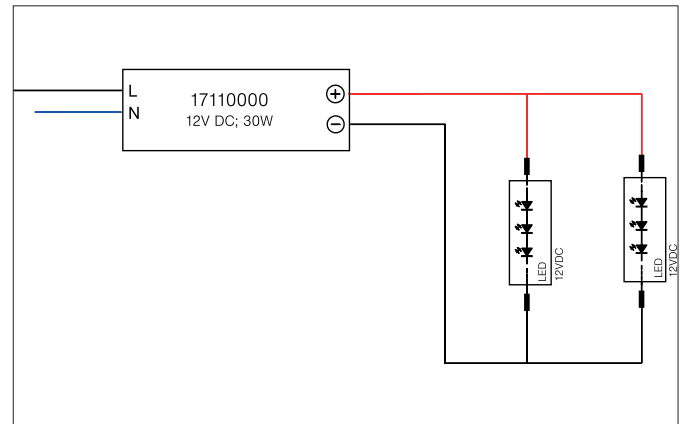 L
N
17110000
12V DC; 30W
+
−
LED
12VDC
LED
12VDC